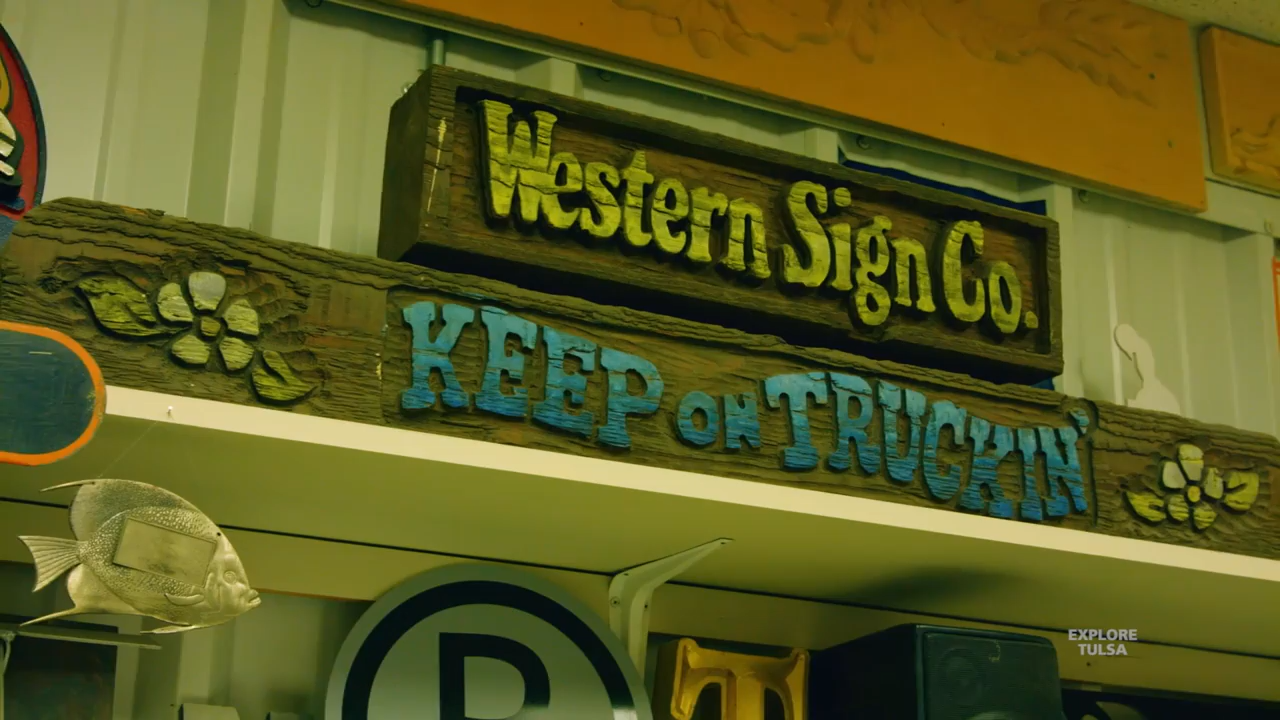 Western Sign Co.
KEEP ON TRUCKIN'
R
T
EXPLORE
TULSA